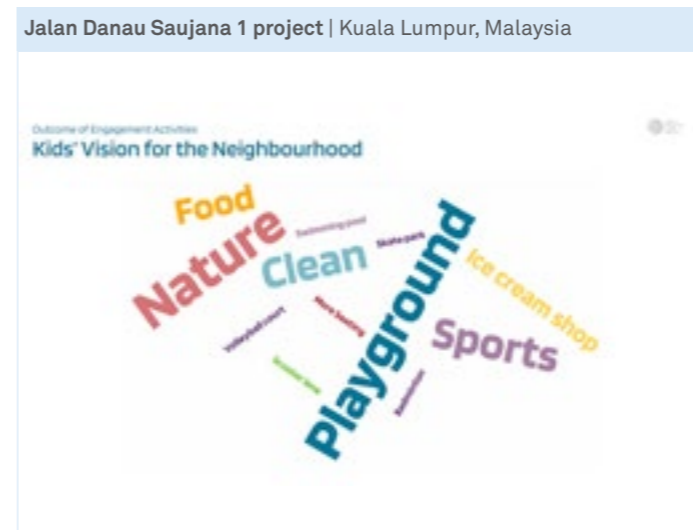 Jalan Danau Saujana 1 project | Kuala Lumpur, Malaysia
Outcome of Engagement Activities
Kids' Vision for the Neighbourhood
Food
Nature
Swimming pool
Clean
Skate park
Playground
Ice cream shop
Volleyball court
Sports
Badminton